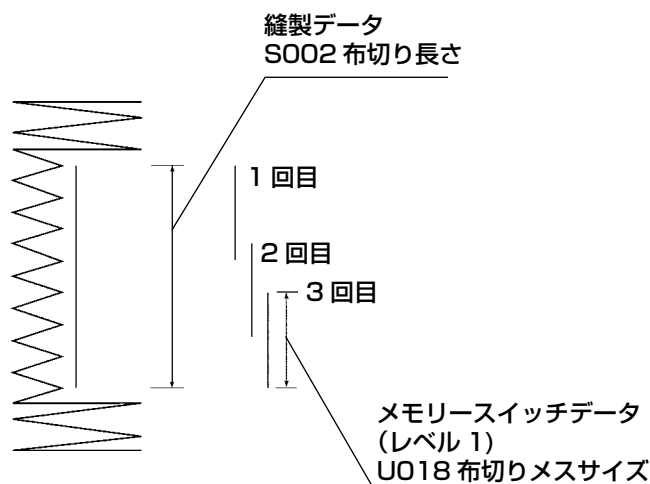 縫製データ
S002 布切り長さ
1 回目
2 回目
3 回目
メモリースイッチデータ
（レベル 1）
U018 布切りメスサイズ